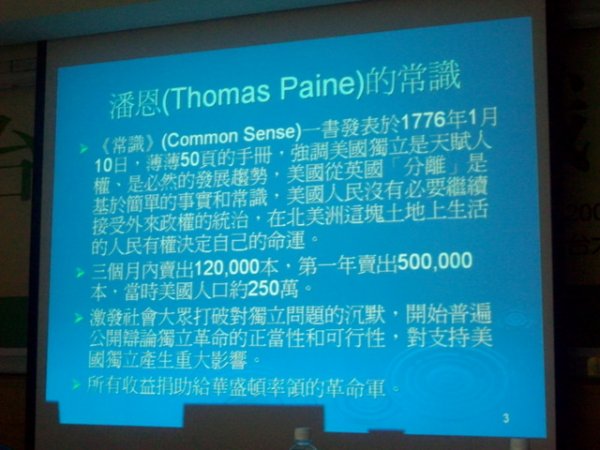 潘恩(Thomas Paine)的常識
《常識》(Common Sense)一書發表於1776年1月
10日，薄薄50頁的手冊，強調美國獨立是天賦人
權、是必然的發展趨勢，美國從英國「分離」是
基於簡單的事實和常識，美國人民沒有必要繼續
接受外來政權的統治，在北美洲這塊土地上生活
的人民有權決定自己的命運。
三個月內賣出120,000本，第一年賣出500,000
本，當時美國人口約250萬。
激發社會大眾打破對獨立問題的沉默，開始普遍
公開辯論獨立革命的正當性和可行性，對支持美
國獨立產生重大影響。
所有收益捐助給華盛頓率領的革命軍。
3